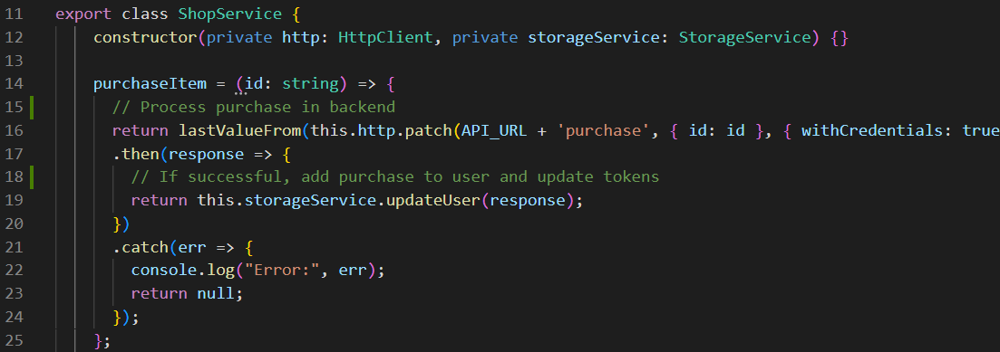 11 export class ShopService {
12 constructor(private http: HttpClient, private storageService: StorageService) {}
13
14 purchaseItem = (id: string) => {
15 // Process purchase in backend
16 return lastValueFrom(this.http.patch(API_URL + 'purchase', { id: id }, { withCredentials: true
17 .then(response => {
18 // If successful, add purchase to user and update tokens
19 return this.storageService.updateUser(response);
20 })
21 .catch(err => {
22 console.log("Error:", err);
23 return null;
24 });
25 };